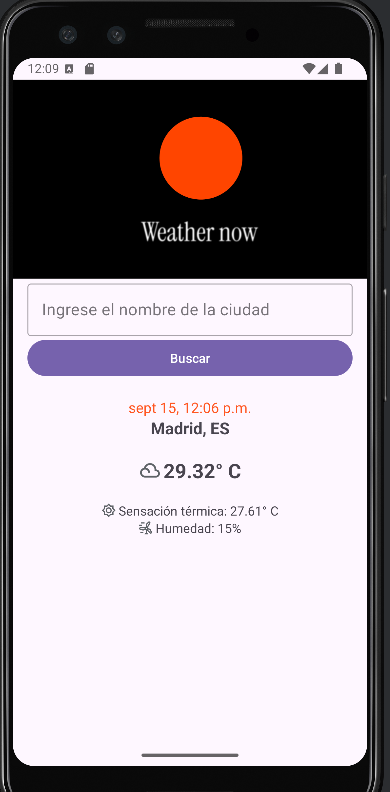 12:09
Weather now
Ingrese el nombre de la ciudad
Buscar
sept 15, 12:06 p.m.
Madrid, ES
29.32° C
Sensación térmica: 27.61° C
Humedad: 15%